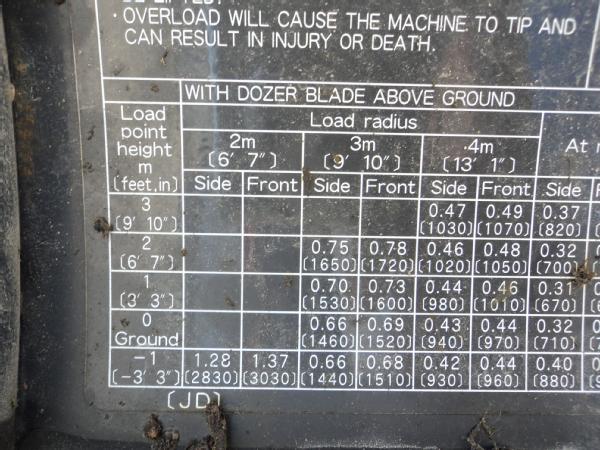 · OVERLOAD WILL CAUSE THE MACHINE TO TIP AND
CAN RESULT IN INJURY OR DEATH.
WITH DOZER BLADE ABOVE GROUND
Load point height m (feet,in)
Load radius
2m (6′ 7″) 3m (9′ 10″) 4m (13′ 1″) At
Side Front Side Front Side Front Side
3 (9′ 10″) 0.47 (1030) 0.49 (1070) 0.37 (820)
2 (6′ 7″) 0.75 (1650) 0.78 (1720) 0.46 (1020) 0.48 (1050) 0.32 (700)
1 (3′ 3″) 0.70 (1530) 0.73 (1600) 0.44 (980) 0.46 (1010) 0.31 (670)
0 Ground 0.66 (1460) 0.69 (1520) 0.43 (940) 0.44 (970) 0.32 (710)
−1 (−3′ 3″) 1.28 (2830) 1.37 (3030) 0.66 (1440) 0.68 (1510) 0.42 (930) 0.44 (960) 0.40 (880)
(JD)